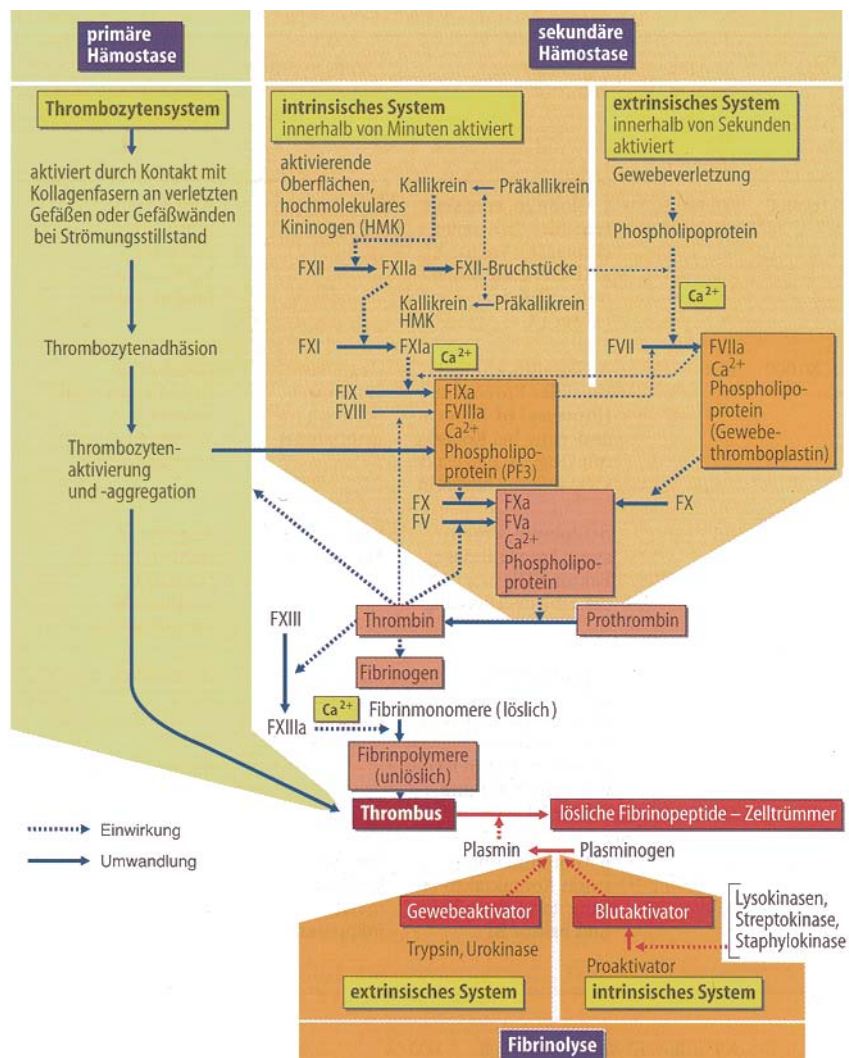 primäre
Hämostase
sekundäre
Hämostase
Thrombozytensystem
aktiviert durch Kontakt mit
Kollagenfasern an verletzten
Gefäßen oder Gefäßwänden
bei Strömungsstillstand
Thrombozytenadhäsion
Thrombozyten-
aktivierung
und -aggregation
intrinsisches System
innerhalb von Minuten aktiviert
aktivierende
Oberflächen,
hochmolekulares
Kininogen (HMK)
Kallikrein
Präkallikrein
FXII
FXIIa
FXII-Bruchstücke
Kallikrein
HMK
Präkallikrein
FXI
FXIa
Ca2+
FIX
FVIII
FIXa
FVIIIa
Ca2+
Phospholipo-
protein (PF3)
extrinsisches System
innerhalb von Sekunden
aktiviert
Gewebeverletzung
Phospholipoprotein
Ca2+
FVII
FVIIa
Ca2+
Phospholipo-
protein
(Gewebe-
thromboplastin)
FX
FV
FXa
FVa
Ca2+
Phospholipo-
protein
FX
Thrombin
Prothrombin
FXIII
Fibrinogen
FXIIIa
Ca2+
Fibrinmonomere (löslich)
Fibrinpolymere
(unlöslich)
Thrombus
lösliche Fibrinopeptide – Zelltrümmer
Einwirkung
Umwandlung
Plasmin
Plasminogen
Gewebeaktivator
Blutaktivator
Lysokinasen,
Streptokinase,
Staphylokinase
Trypsin, Urokinase
Proaktivator
extrinsisches System
intrinsisches System
Fibrinolyse